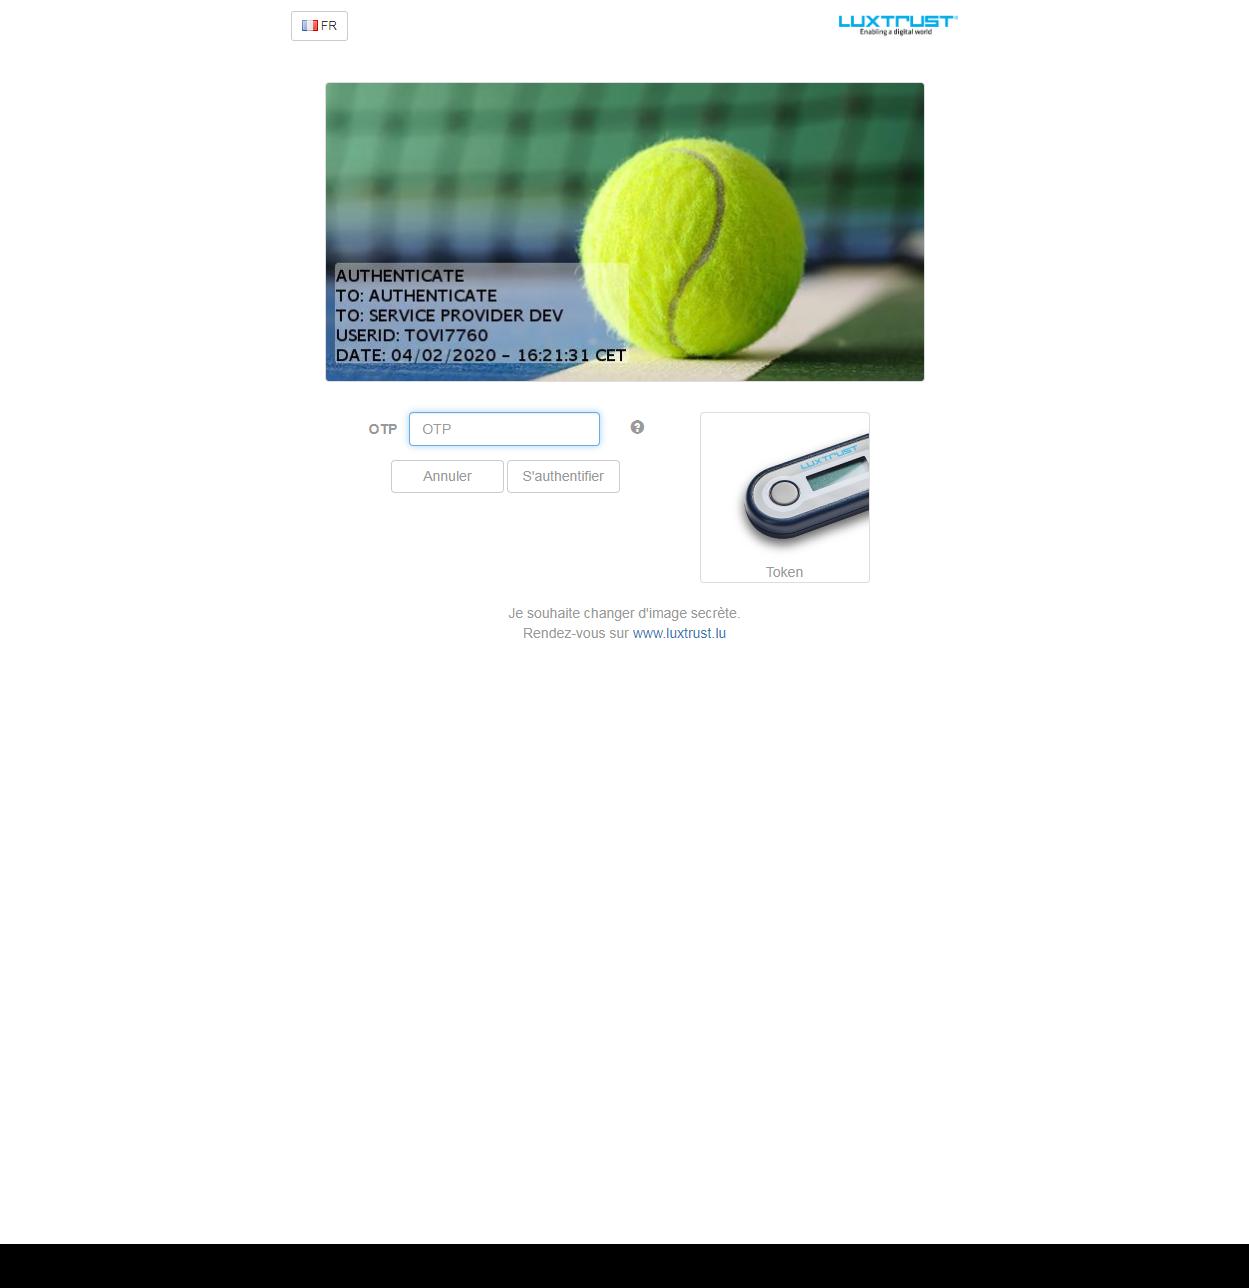 FR
LUXTRUST
Enabling a digital world
AUTHENTICATE
TO: AUTHENTICATE
TO: SERVICE PROVIDER DEV
USERID: TOVI7760
DATE: 04/02/2020 - 16:21:31 CET
OTP OTP
Annuler S'authentifier
LUXTRUST
Token
Je souhaite changer d'image secrète.
Rendez-vous sur www.luxtrust.lu